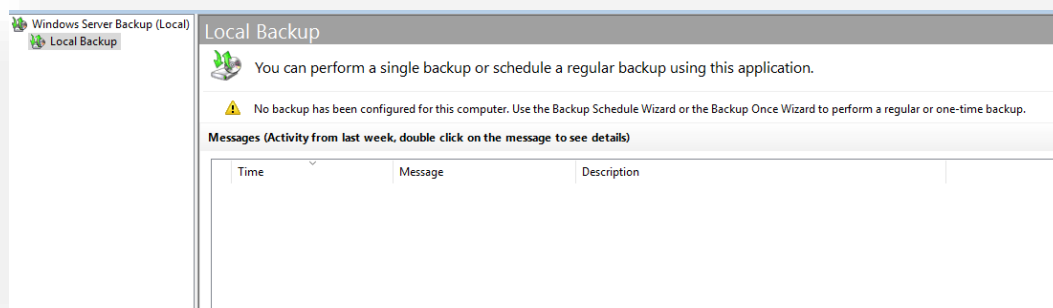 Windows Server Backup (Local)
Local Backup
Local Backup
You can perform a single backup or schedule a regular backup using this application.
No backup has been configured for this computer. Use the Backup Schedule Wizard or the Backup Once Wizard to perform a regular or one-time backup.
Messages (Activity from last week, double click on the message to see details)
Time Message Description